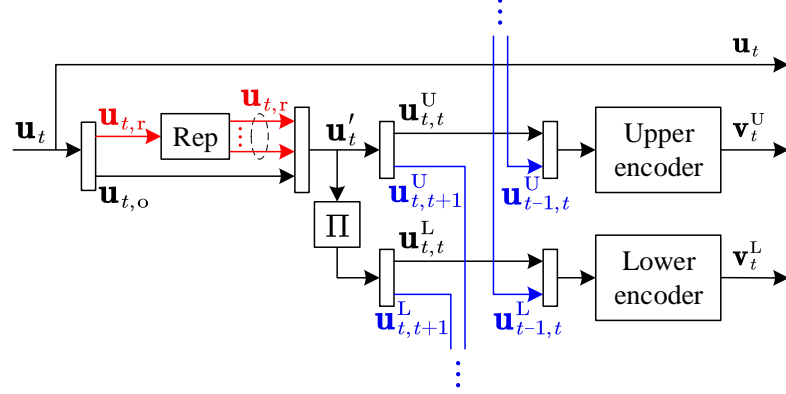 u_t
u_t
u_{t,r}
Rep
u_{t,r}
u_{t,o}
u′_t
Π
u^U_{t,t}
u^U_{t,t+1}
u^L_{t,t}
u^L_{t,t+1}
u^U_{t−1,t}
u^L_{t−1,t}
Upper
encoder
v^U_t
Lower
encoder
v^L_t